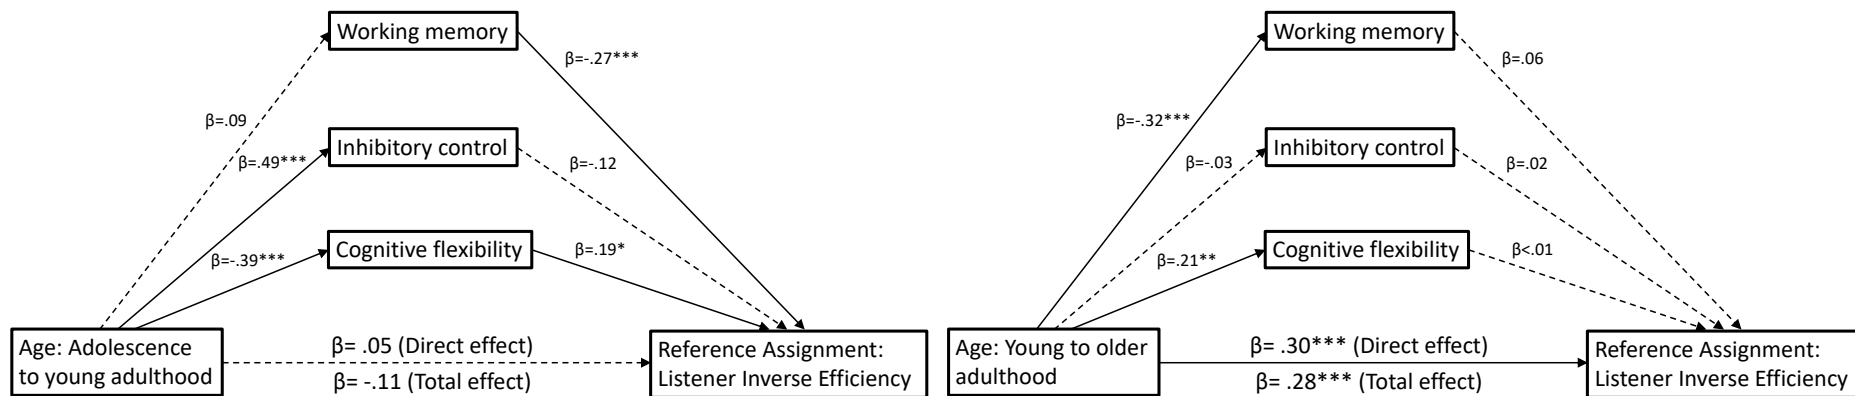 Working memory
β=-.27***
β=.09
Inhibitory control
β=.49***
β=-.12
Cognitive flexibility
β=-.39***
β=.19*
Age: Adolescence
to young adulthood
β= .05 (Direct effect)
β= -.11 (Total effect)
Reference Assignment:
Listener Inverse Efficiency
Working memory
β=.06
β=-.32***
Inhibitory control
β=-.03
β=.02
Cognitive flexibility
β=.21**
β<.01
Age: Young to older
adulthood
β= .30*** (Direct effect)
β= .28*** (Total effect)
Reference Assignment:
Listener Inverse Efficiency